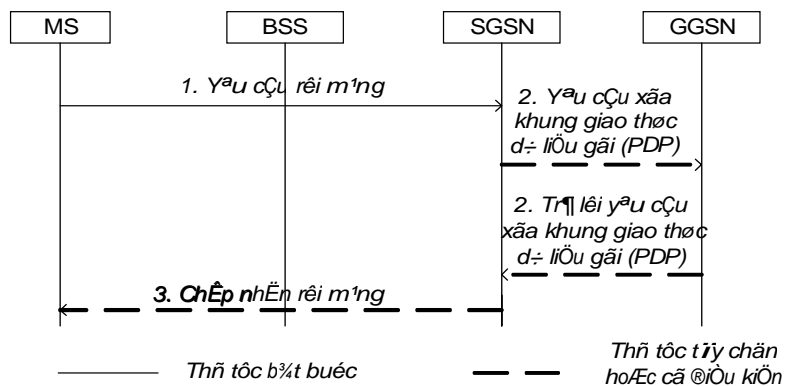 MS
BSS
SGSN
GGSN
1. Yªu cÇu rêi m¹ng
2. Yªu cÇu xãa
khung giao thøc
d÷ liÖu gãi (PDP)
2. Tr¶ lêi yªu cÇu
xãa khung giao thøc
d÷ liÖu gãi (PDP)
3. ChÊp nhËn rêi m¹ng
Thñ tôc b¾t buéc
Thñ tôc tïy chän
hoÆc cã ®iÒu kiÖn